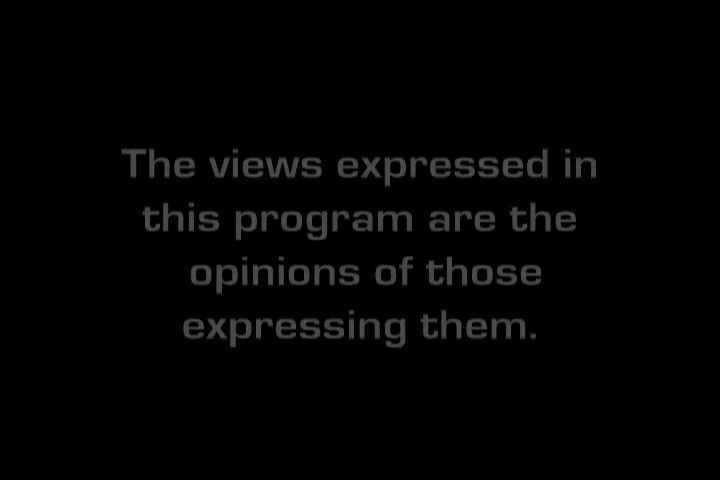 The views expressed in
this program are the
opinions of those
expressing them.